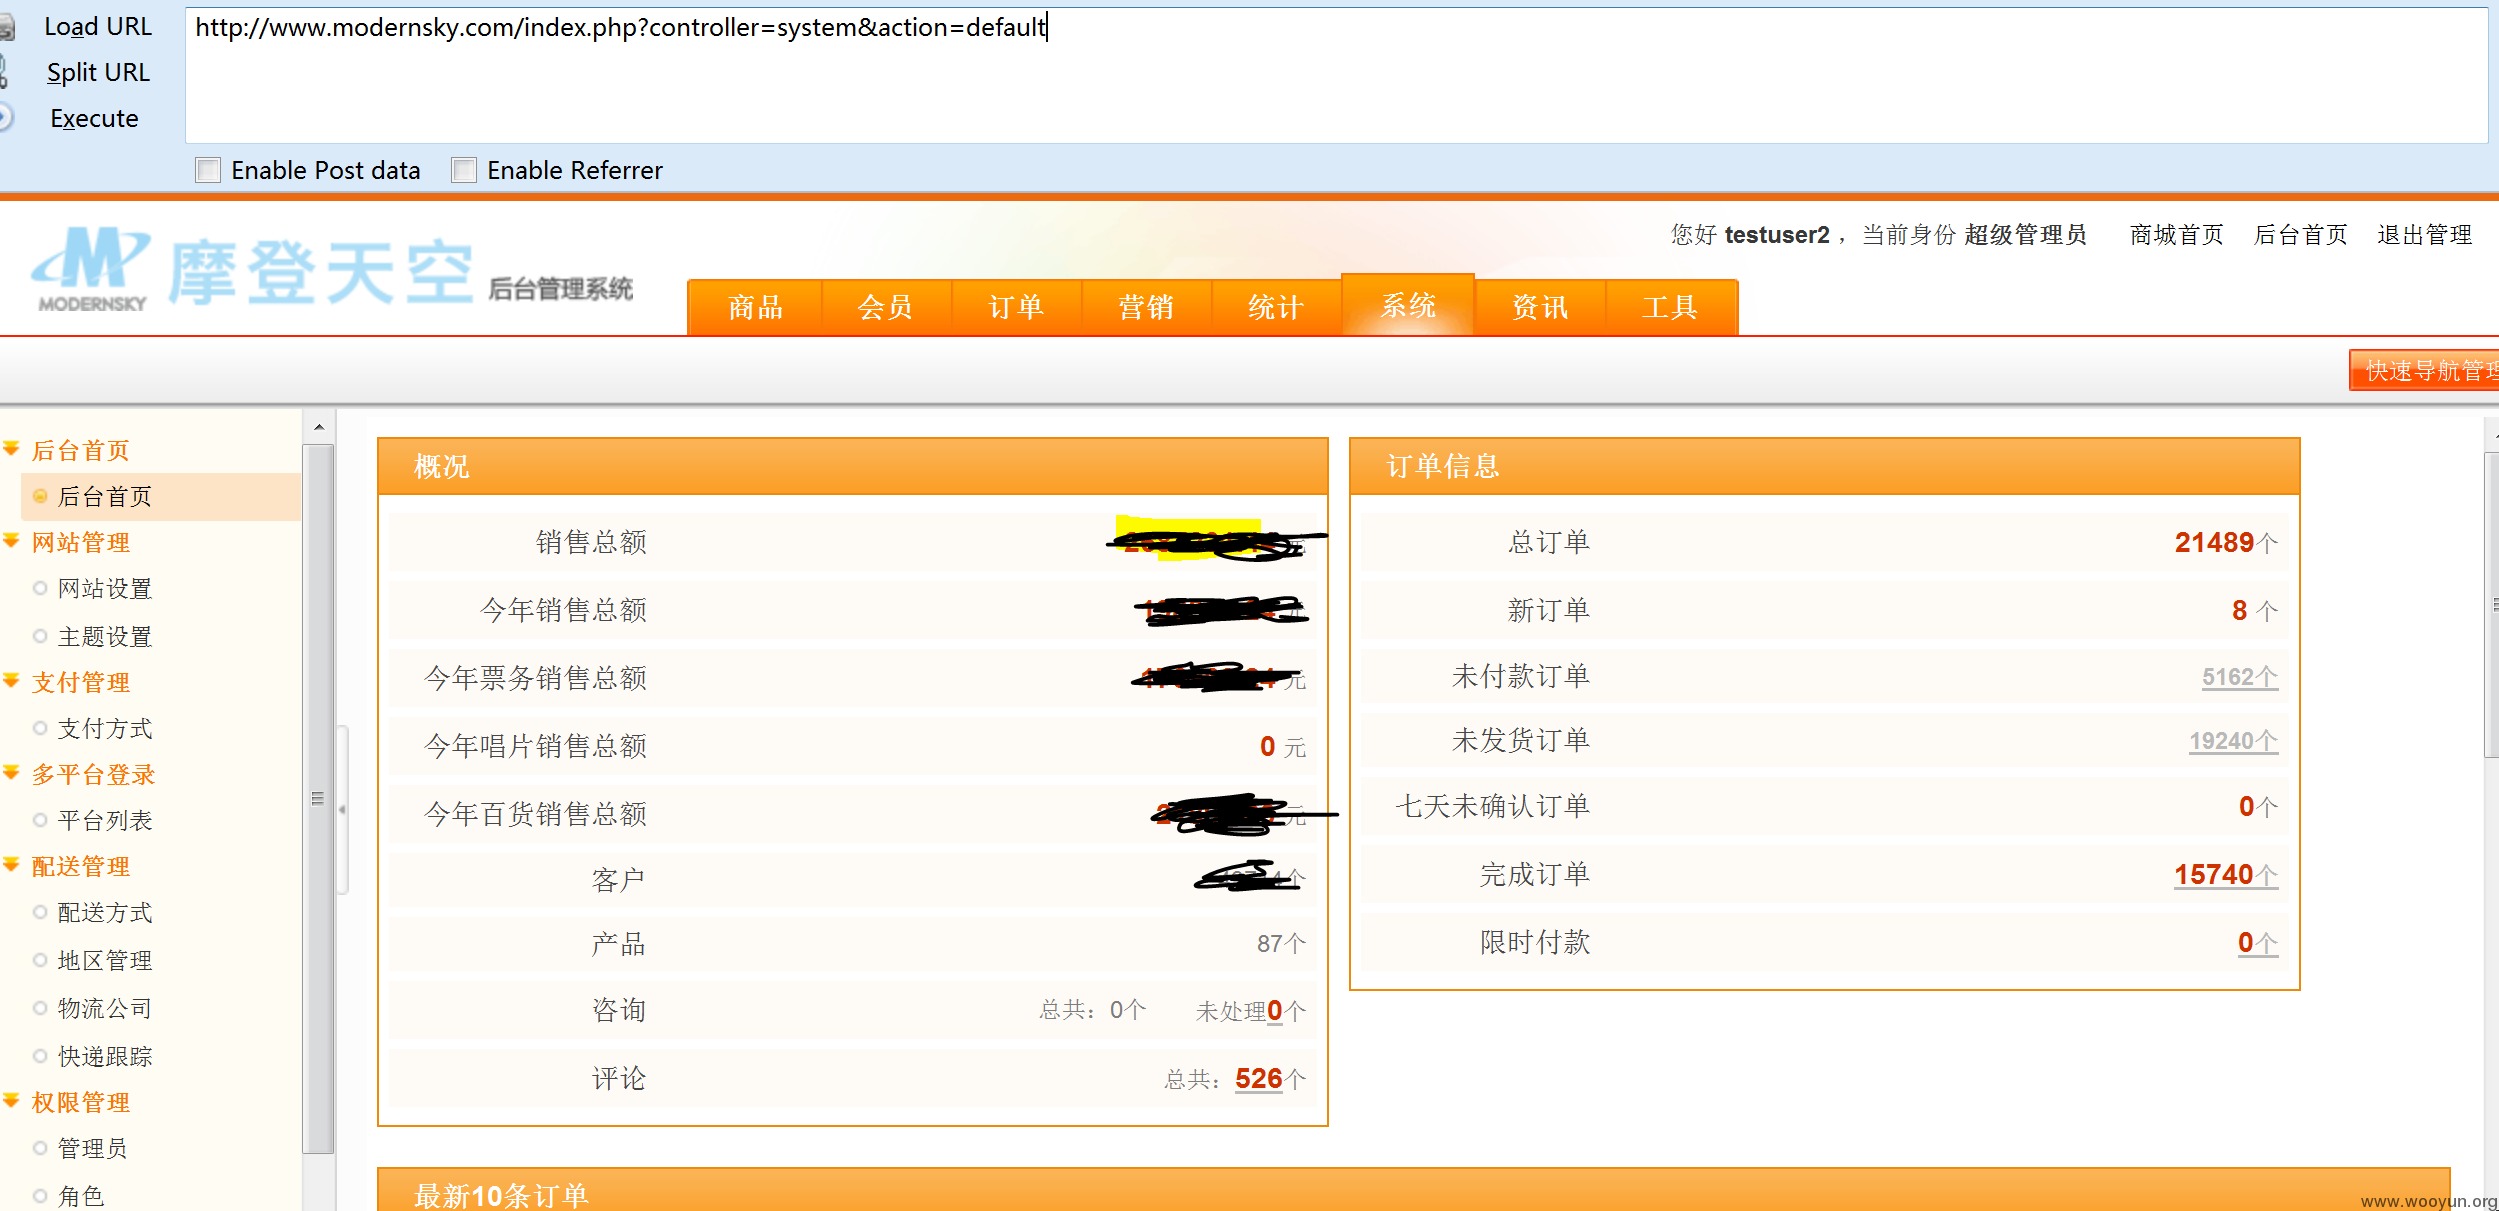 Load URL
http://www.modernsky.com/index.php?controller=system&action=default
Split URL
Execute
Enable Post data
Enable Referrer
您好 testuser2 ，当前身份 超级管理员
商城首页
后台首页
退出管理
MODERNSKY
摩登天空
后台管理系统
商品
会员
订单
营销
统计
系统
资讯
工具
快速导航管理
后台首页
后台首页
网站管理
网站设置
主题设置
支付管理
支付方式
多平台登录
平台列表
配送管理
配送方式
地区管理
物流公司
快递跟踪
权限管理
管理员
角色
概况
销售总额 元
今年销售总额 元
今年票务销售总额 元
今年唱片销售总额 0 元
今年百货销售总额 元
客户 个
产品 87个
咨询 总共：0个 未处理0个
评论 总共：526个
订单信息
总订单 21489个
新订单 8 个
未付款订单 5162个
未发货订单 19240个
七天未确认订单 0个
完成订单 15740个
限时付款 0个
最新10条订单
www.wooyun.org